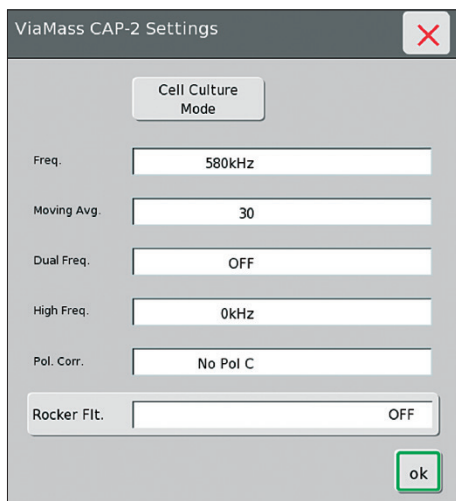 ViaMass CAP-2 Settings
Cell Culture
Mode
Freq. 580kHz
Moving Avg. 30
Dual Freq. OFF
High Freq. 0kHz
Pol. Corr. No Pol C
Rocker Flt. OFF
ok